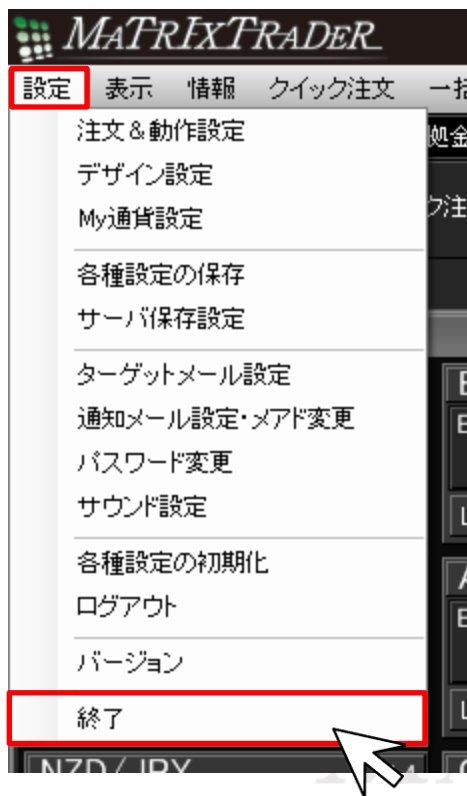 MATRIXTRADER
設定 表示 情報 クイック注文 一括
注文＆動作設定
デザイン設定
My通貨設定
各種設定の保存
サーバ保存設定
ターゲットメール設定
通知メール設定・メアド変更
パスワード変更
サウンド設定
各種設定の初期化
ログアウト
バージョン
終了
NZD/JPY